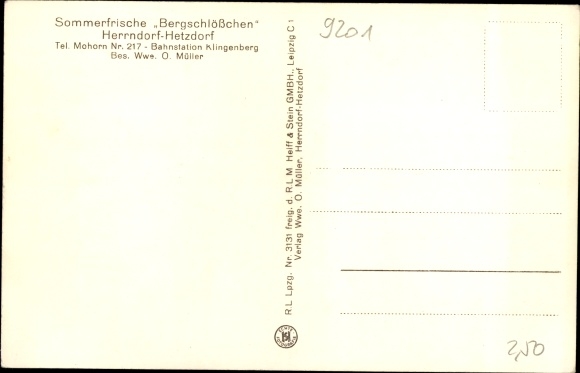 Sommerfrische „Bergschlößchen“
Herrndorf-Hetzdorf
Tel. Mohorn Nr. 217 - Bahnstation Klingenberg
Bes. Wwe. O. Müller
R.L Lpzg. Nr. 3131 freig. d. R.L.M Heiff & Stein GMBH., Leipzig C 1
Verlag Wwe. O. Müller, Herrndorf-Hetzdorf
9201
2,50